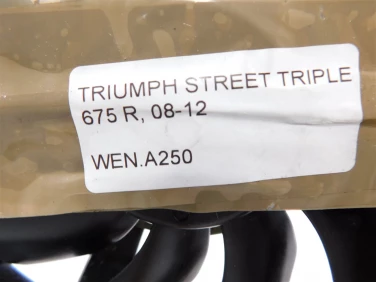 TRIUMPH STREET TRIPLE
675 R, 08-12
WEN.A250